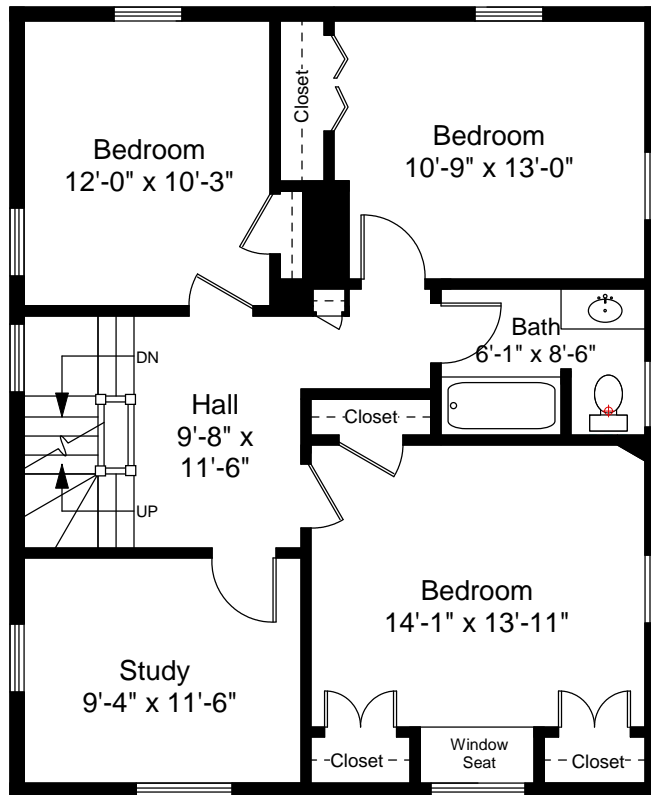 Bedroom
12'-0" x 10'-3"
Closet
Bedroom
10'-9" x 13'-0"
Bath
6'-1" x 8'-6"
DN
Hall
9'-8" x
11'-6"
Closet
UP
Bedroom
14'-1" x 13'-11"
Study
9'-4" x 11'-6"
Closet
Window
Seat
Closet